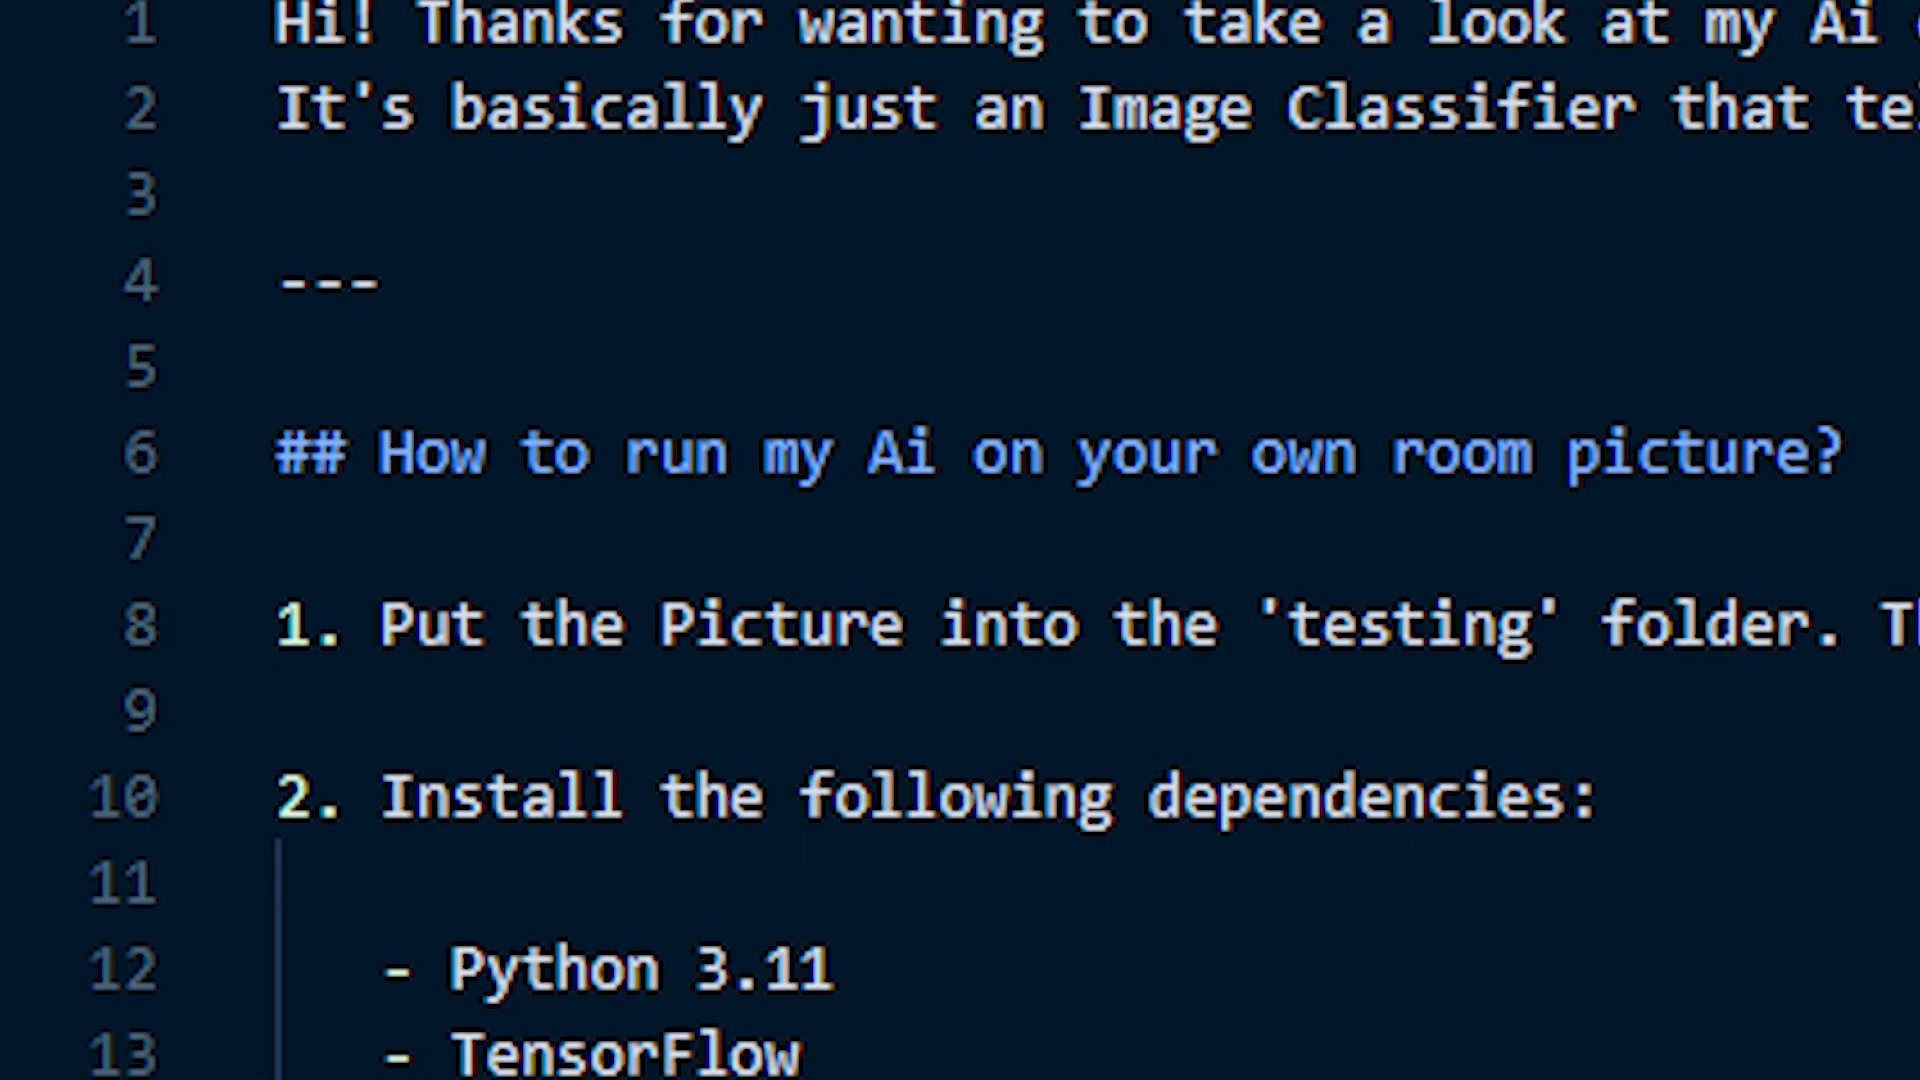 1 Hi! Thanks for wanting to take a look at my Ai
2 It's basically just an Image Classifier that
3
4 ---
5
6 ## How to run my Ai on your own room picture?
7
8 1. Put the Picture into the 'testing' folder.
9
10 2. Install the following dependencies:
11
12 - Python 3.11
13 - TensorFlow